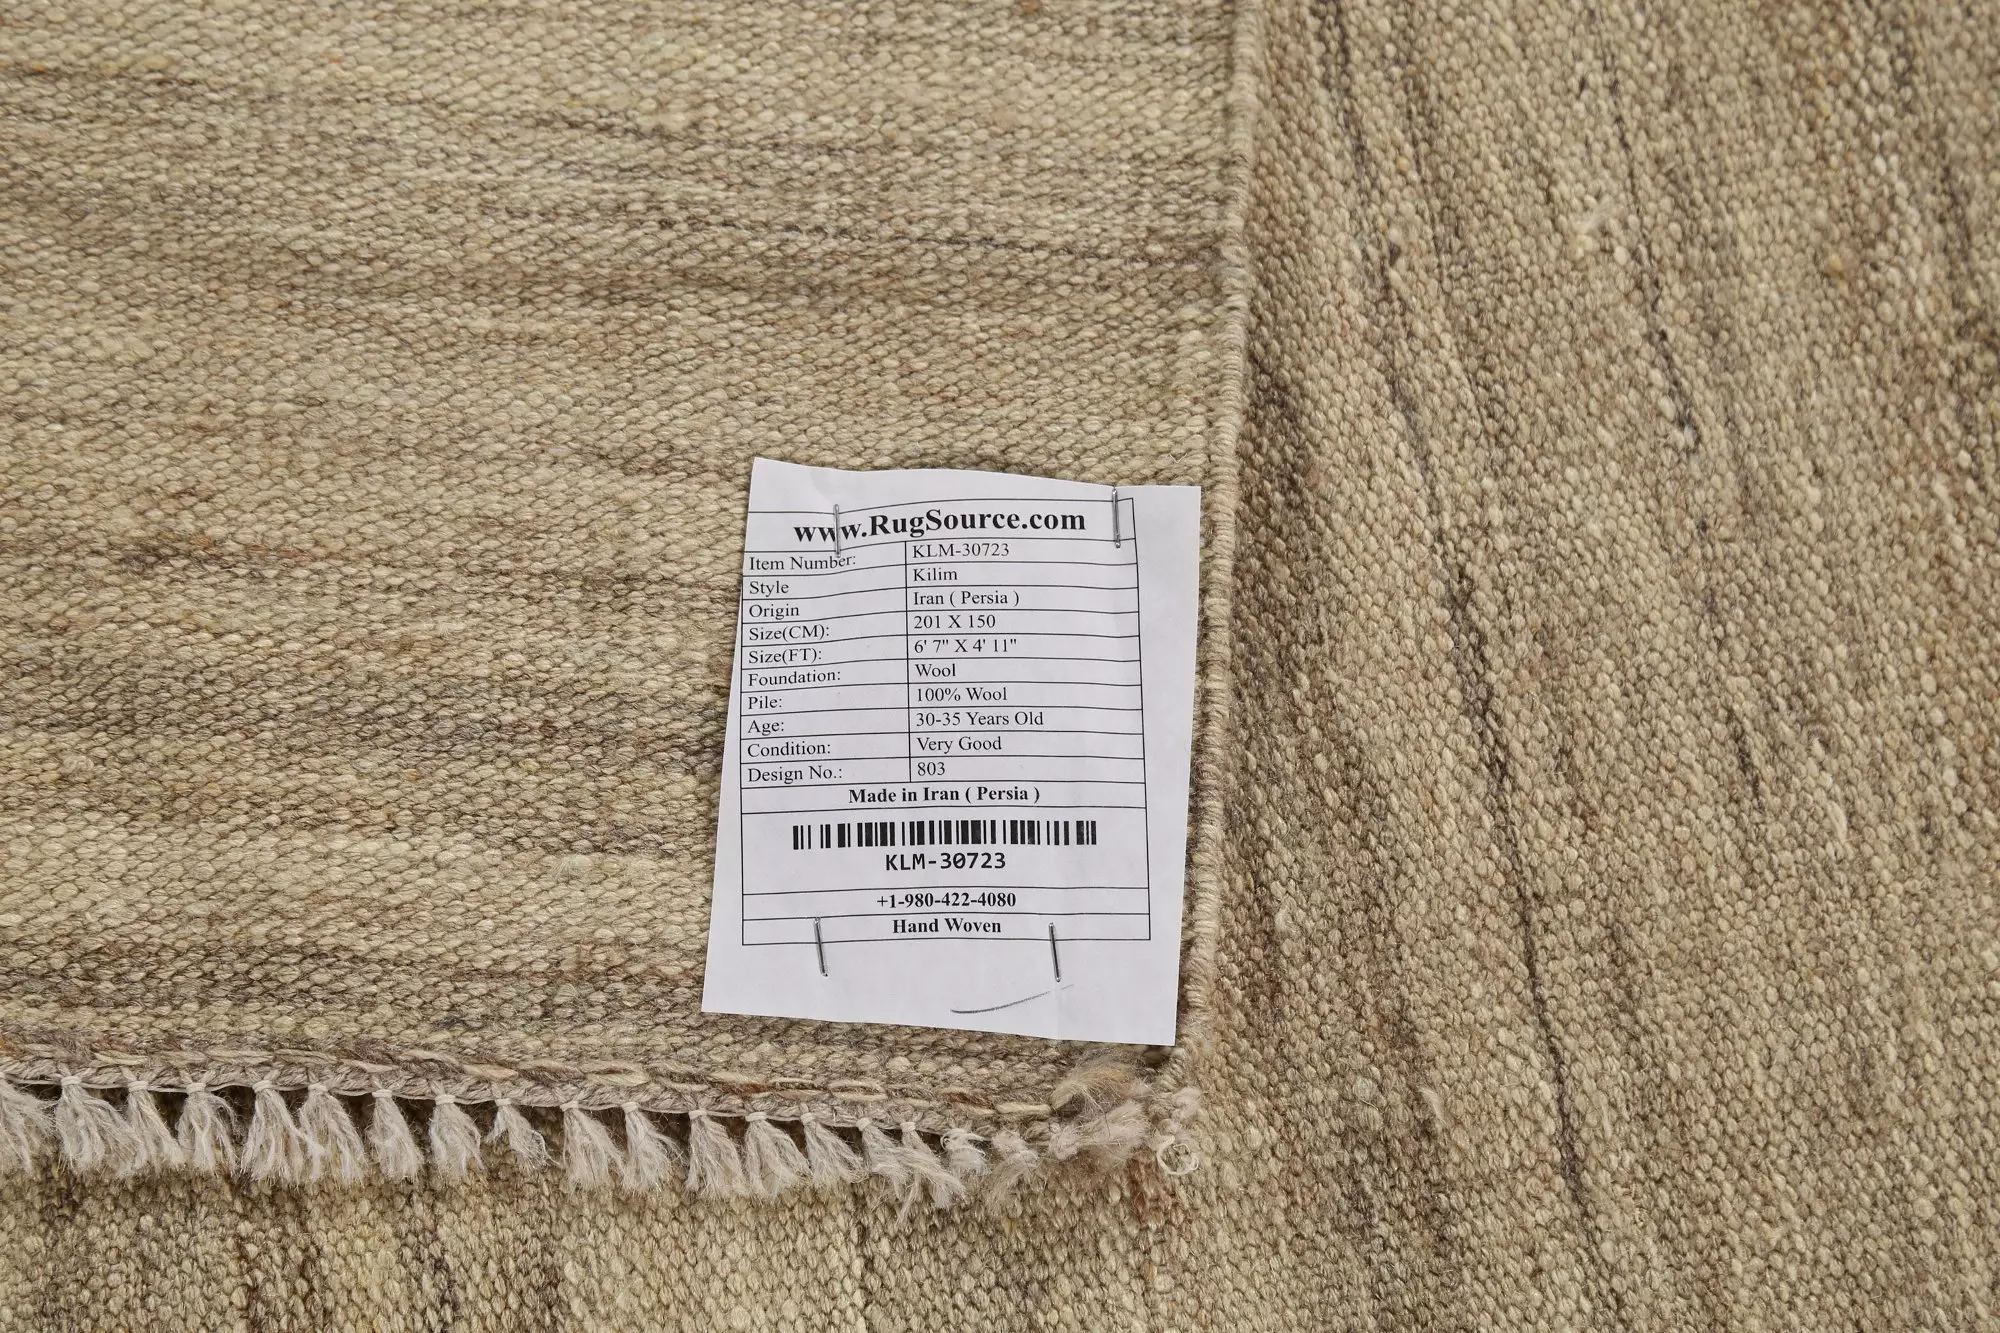 www.RugSource.com
Item Number: KLM-30723
Style Kilim
Origin Iran ( Persia )
Size(CM): 201 X 150
Size(FT): 6' 7" X 4' 11"
Foundation: Wool
Pile: 100% Wool
Age: 30-35 Years Old
Condition: Very Good
Design No.: 803
Made in Iran ( Persia )
KLM-30723
+1-980-422-4080
Hand Woven